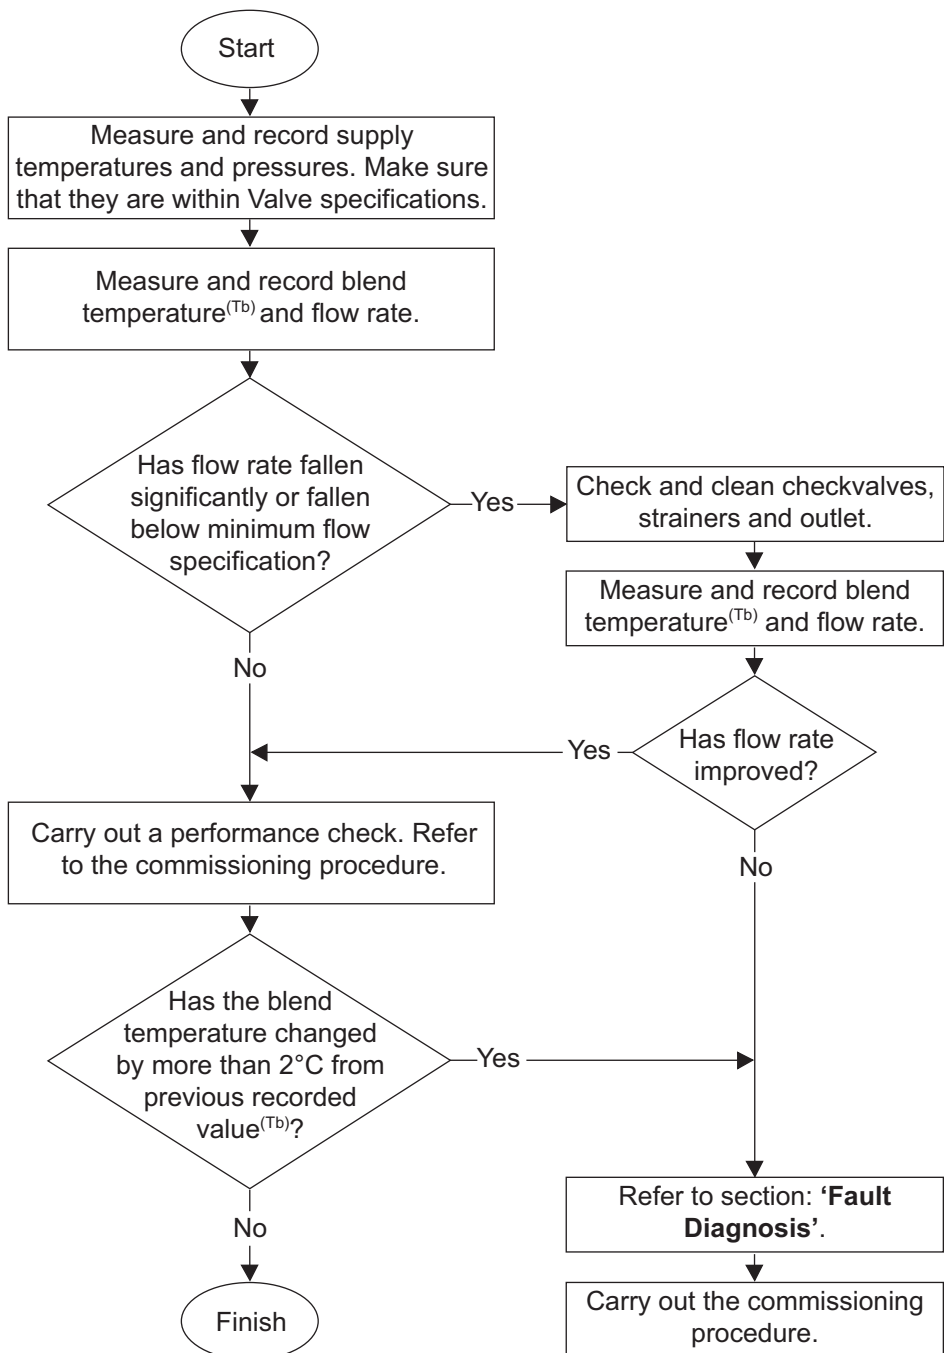 Start
Measure and record supply
temperatures and pressures. Make sure
that they are within Valve specifications.
Measure and record blend
temperature(Tb) and flow rate.
Has flow rate fallen
significantly or fallen
below minimum flow
specification?
Yes
Check and clean checkvalves,
strainers and outlet.
Measure and record blend
temperature(Tb) and flow rate.
No
Has flow rate
improved?
Yes
No
Carry out a performance check. Refer
to the commissioning procedure.
Has the blend
temperature changed
by more than 2°C from
previous recorded
value(Tb)?
Yes
No
Finish
Refer to section: ‘Fault
Diagnosis’.
Carry out the commissioning
procedure.